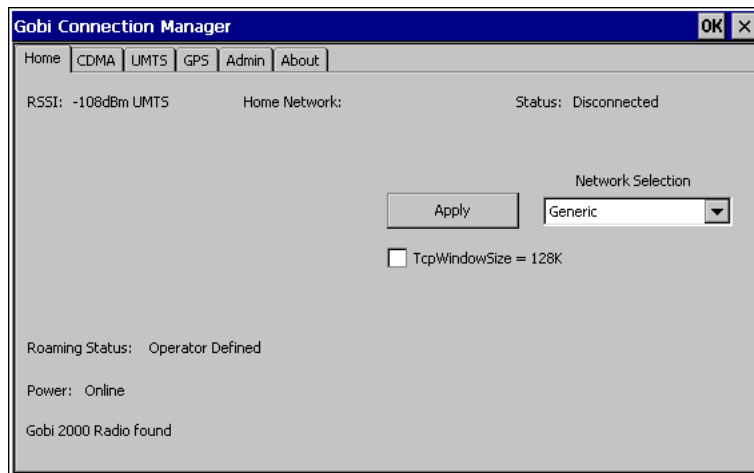 Gobi Connection Manager OK ×
Home CDMA UMTS GPS Admin About
RSSI: -108dBm UMTS Home Network: Status: Disconnected
Network Selection
Apply Generic
TcpWindowSize = 128K
Roaming Status: Operator Defined
Power: Online
Gobi 2000 Radio found